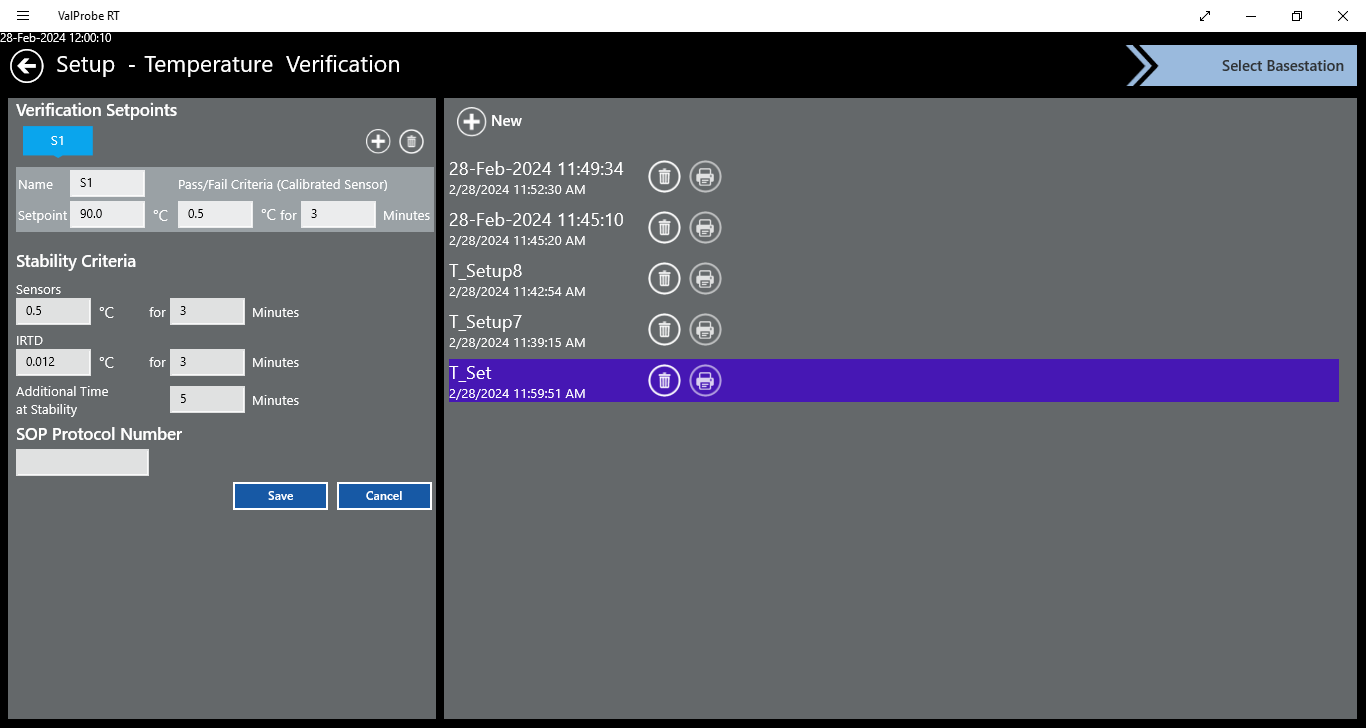 ValProbe RT
28-Feb-2024 12:00:10
Setup - Temperature Verification
Select Basestation
Verification Setpoints
S1
Name S1 Pass/Fail Criteria (Calibrated Sensor)
Setpoint 90.0 °C 0.5 °C for 3 Minutes
Stability Criteria
Sensors
0.5 °C for 3 Minutes
IRTD
0.012 °C for 3 Minutes
Additional Time
at Stability 5 Minutes
SOP Protocol Number
Save Cancel
New
28-Feb-2024 11:49:34
2/28/2024 11:52:30 AM
28-Feb-2024 11:45:10
2/28/2024 11:45:20 AM
T_Setup8
2/28/2024 11:42:54 AM
T_Setup7
2/28/2024 11:39:15 AM
T_Set
2/28/2024 11:59:51 AM